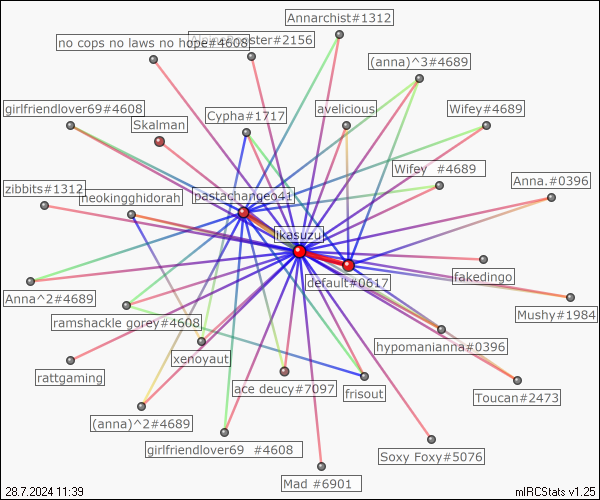 Annarchist#1312
no cops no laws no hope#4608
#2156
(anna)^3#4689
girlfriendlover69#4608
Cypha#1717
avelicious
Wifey#4689
Skalman
Wifey #4689
Anna.#0396
zibbits#1312
neokingghidorah
pastachangeo41
ikasuzu
fakedingo
default#0617
Anna^2#4689
Mushy#1984
ramshackle gorey#4608
hypomanianna#0396
xenoyaut
rattgaming
ace deucy#7097
frisout
Toucan#2473
(anna)^2#4689
girlfriendlover69 #4608
Soxy Foxy#5076
Mad #6901
28.7.2024 11:39
mIRCStats v1.25